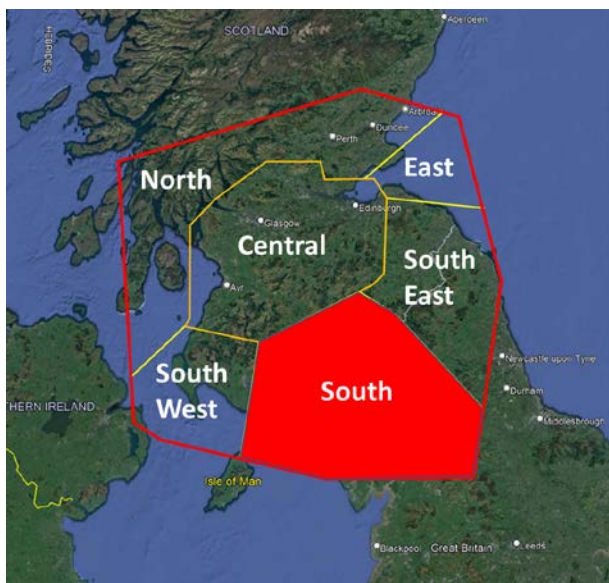 Aberdeen
SCOTLAND
HEBRIDES
Arbroath
Dundee
Perth
East
North
Edinburgh
Glasgow
Central
South
East
Ayr
Newcastle upon Tyne
South
West
South
Durham
THERN IRELAND
Middlesbrough
Isle of Man
Blackpool
Great Britain
Leeds